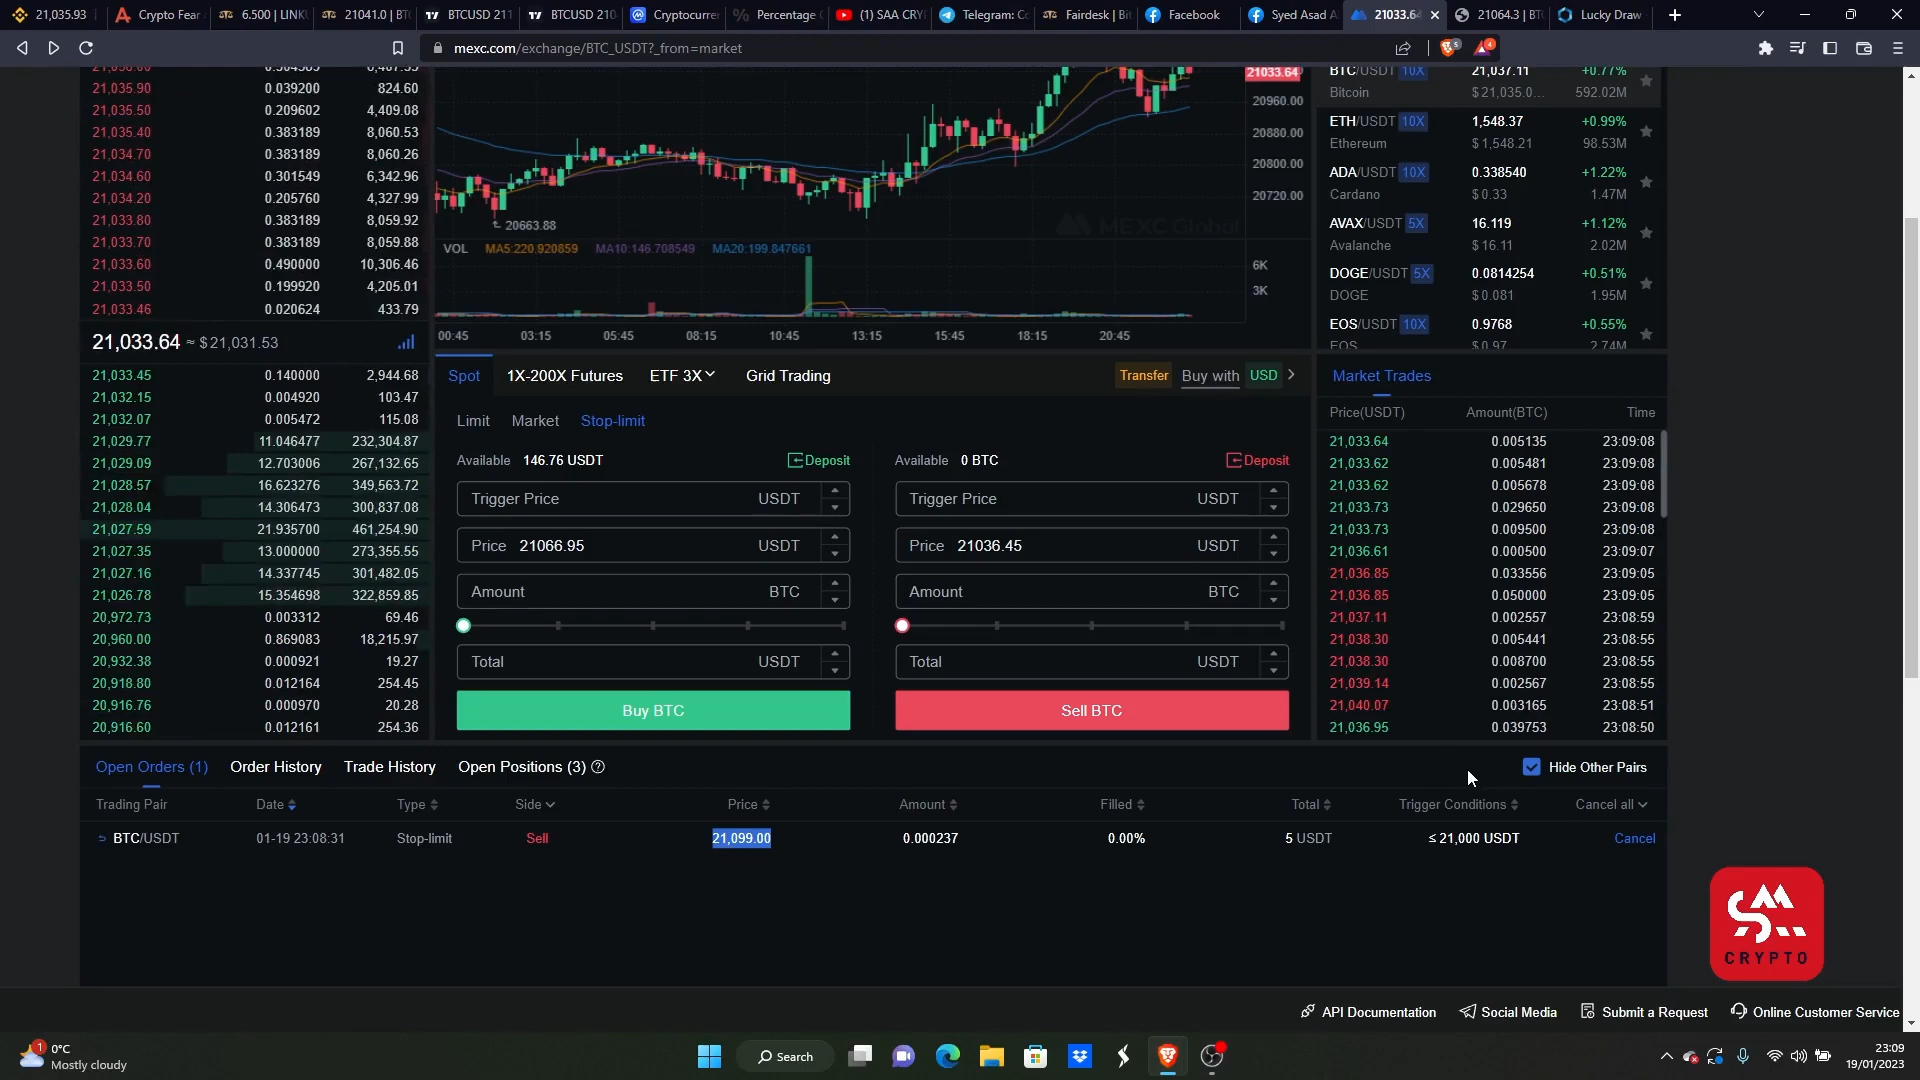 21,035.93
Crypto Fear
6.500 | LINKU
21041.0 | BTC
BTCUSD 211
BTCUSD 210
Cryptocurren
Percentage C
(1) SAA CRY
Telegram: Co
Fairdesk | Bit
Facebook
Syed Asad A
21033.64
21064.3 | BT
Lucky Draw
mexc.com/exchange/BTC_USDT?_from=market
21,035.90 0.039200 824.60
21,035.50 0.209602 4,409.08
21,035.40 0.383189 8,060.53
21,034.70 0.383189 8,060.26
21,034.60 0.301549 6,342.96
21,034.20 0.205760 4,327.99
21,033.80 0.383189 8,059.92
21,033.70 0.383189 8,059.88
21,033.60 0.490000 10,306.46
21,033.50 0.199920 4,205.01
21,033.46 0.020624 433.79
21,033.64 ≈ $21,031.53
21,033.45 0.140000 2,944.68
21,032.15 0.004920 103.47
21,032.07 0.005472 115.08
21,029.77 11.046477 232,304.87
21,029.09 12.703006 267,132.65
21,028.57 16.623276 349,563.72
21,028.04 14.306473 300,837.08
21,027.59 21.935700 461,254.90
21,027.35 13.000000 273,355.55
21,027.16 14.337745 301,482.05
21,026.78 15.354698 322,859.85
20,972.73 0.003312 69.46
20,960.00 0.869083 18,215.97
20,932.38 0.000921 19.27
20,918.80 0.012164 254.45
20,916.76 0.000970 20.28
20,916.60 0.012161 254.36
21033.64
20960.00
20880.00
20800.00
20720.00
20663.88
MEXC Global
VOL MA5:220.920859 MA10:146.708549 MA20:199.847661
6K
3K
00:45 03:15 05:45 08:15 10:45 13:15 15:45 18:15 20:45
Spot 1X-200X Futures ETF 3X Grid Trading Transfer Buy with USD
Limit Market Stop-limit
Available 146.76 USDT Deposit
Trigger Price USDT
Price 21066.95 USDT
Amount BTC
Total USDT
Buy BTC
Available 0 BTC Deposit
Trigger Price USDT
Price 21036.45 USDT
Amount BTC
Total USDT
Sell BTC
BTC/USDT 10X 21,037.11 +0.77%
Bitcoin $21,035.0... 592.02M
ETH/USDT 10X 1,548.37 +0.99%
Ethereum $1,548.21 98.53M
ADA/USDT 10X 0.338540 +1.22%
Cardano $0.33 1.47M
AVAX/USDT 5X 16.119 +1.12%
Avalanche $16.11 2.02M
DOGE/USDT 5X 0.0814254 +0.51%
DOGE $0.081 1.95M
EOS/USDT 10X 0.9768 +0.55%
EOS $0.97 2.74M
Market Trades
Price(USDT) Amount(BTC) Time
21,033.64 0.005135 23:09:08
21,033.62 0.005481 23:09:08
21,033.62 0.005678 23:09:08
21,033.73 0.029650 23:09:08
21,033.73 0.009500 23:09:08
21,036.61 0.000500 23:09:07
21,036.85 0.033556 23:09:05
21,036.85 0.050000 23:09:05
21,037.11 0.002557 23:08:59
21,038.30 0.005441 23:08:55
21,038.30 0.008700 23:08:55
21,039.14 0.002567 23:08:55
21,040.07 0.003165 23:08:51
21,036.95 0.039753 23:08:50
Open Orders (1) Order History Trade History Open Positions (3) Hide Other Pairs
Trading Pair Date Type Side Price Amount Filled Total Trigger Conditions Cancel all
BTC/USDT 01-19 23:08:31 Stop-limit Sell 21,099.00 0.000237 0.00% 5 USDT ≤ 21,000 USDT Cancel
SM
CRYPTO
API Documentation Social Media Submit a Request Online Customer Service
1
0°C
Mostly cloudy
Search
23:09
19/01/2023